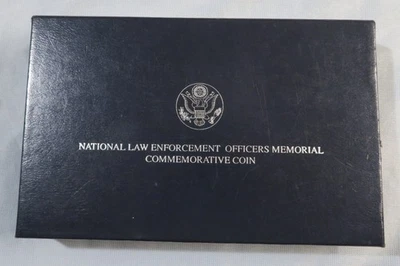 NATIONAL LAW ENFORCEMENT OFFICERS MEMORIAL
COMMEMORATIVE COIN